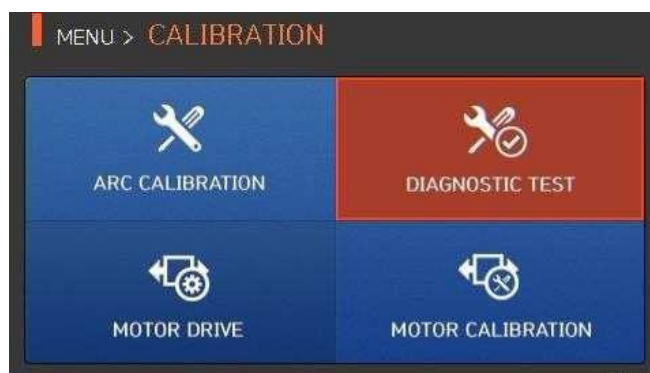 MENU > CALIBRATION
ARC CALIBRATION
DIAGNOSTIC TEST
MOTOR DRIVE
MOTOR CALIBRATION